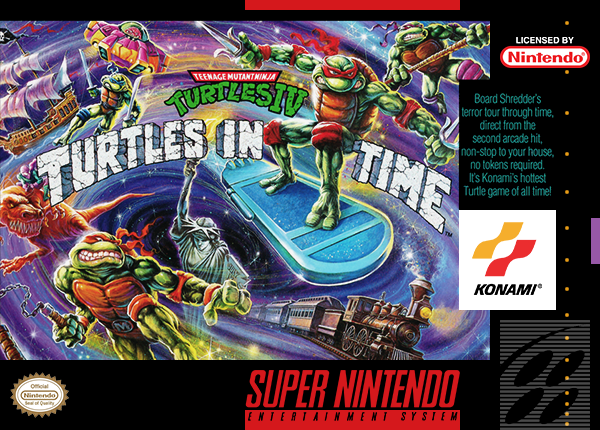 LICENSED BY
Nintendo®
TEENAGE MUTANT NINJA
TURTLES IV
TURTLES IN TIME
™
Board Shredder's
terror tour through time,
direct from the
second arcade hit,
non-stop to your house,
no tokens required.
It's Konami's hottest
Turtle game of all time!
KONAMI®
M
Official
Nintendo
Seal of Quality
SUPER NINTENDO
ENTERTAINMENT SYSTEM